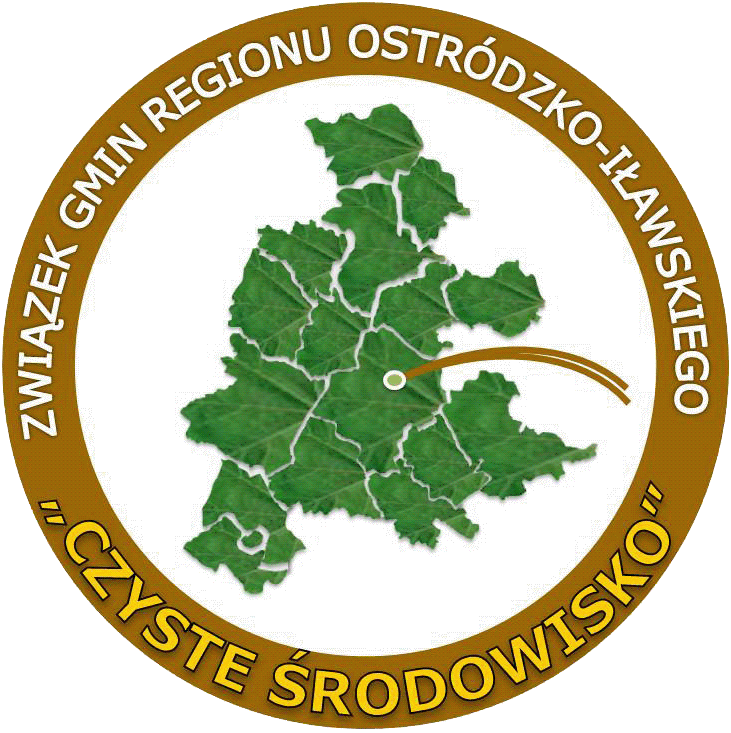 ZWIĄZEK GMIN REGIONU OSTRÓDZKO-IŁAWSKIEGO
"CZYSTE ŚRODOWISKO"